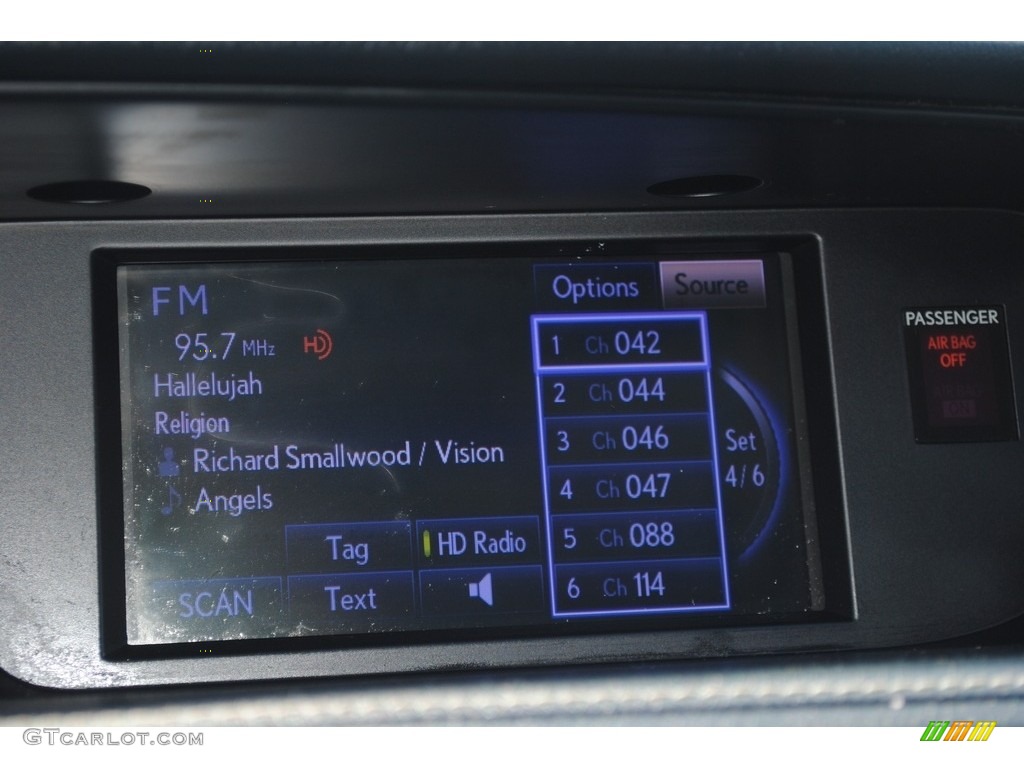 FM
95.7 MHz HD
Hallelujah
Religion
Richard Smallwood / Vision
Angels
Tag
HD Radio
SCAN
Text
Options
Source
1 Ch 042
2 Ch 044
3 Ch 046
4 Ch 047
5 Ch 088
6 Ch 114
Set
4/6
PASSENGER
AIR BAG
OFF
ON
GTCARLOT.COM